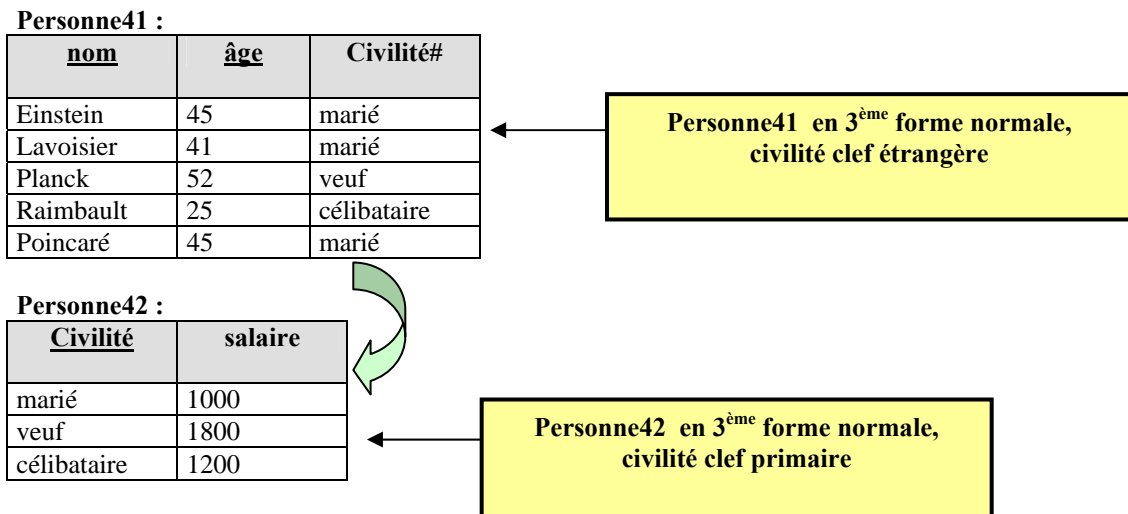 Personne41 :
nom âge Civilité#
Einstein 45 marié
Lavoisier 41 marié
Planck 52 veuf
Raimbault 25 célibataire
Poincaré 45 marié
Personne41 en 3ème forme normale,
civilité clef étrangère
Personne42 :
Civilité salaire
marié 1000
veuf 1800
célibataire 1200
Personne42 en 3ème forme normale,
civilité clef primaire